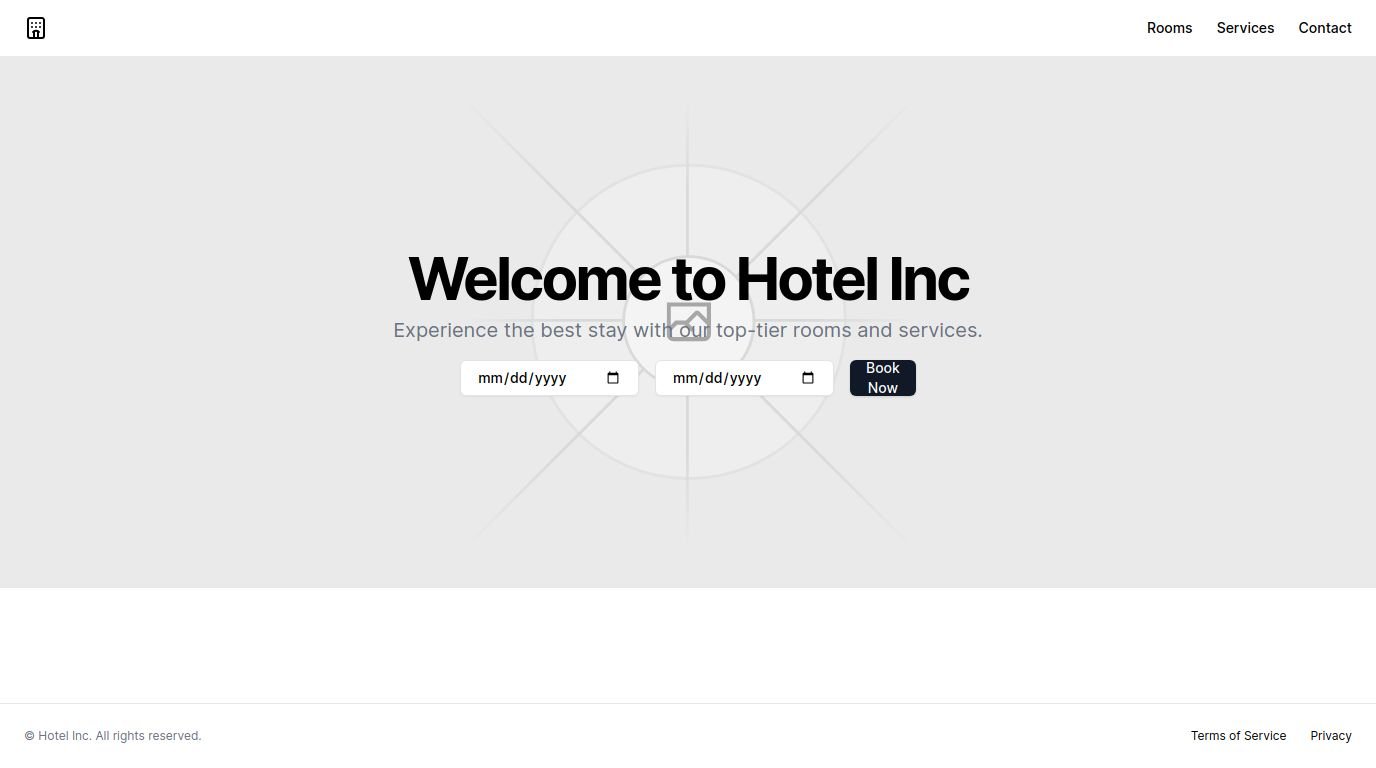 Rooms Services Contact
Welcome to Hotel Inc
Experience the best stay with our top-tier rooms and services.
mm/dd/yyyy mm/dd/yyyy Book
Now
© Hotel Inc. All rights reserved. Terms of Service Privacy